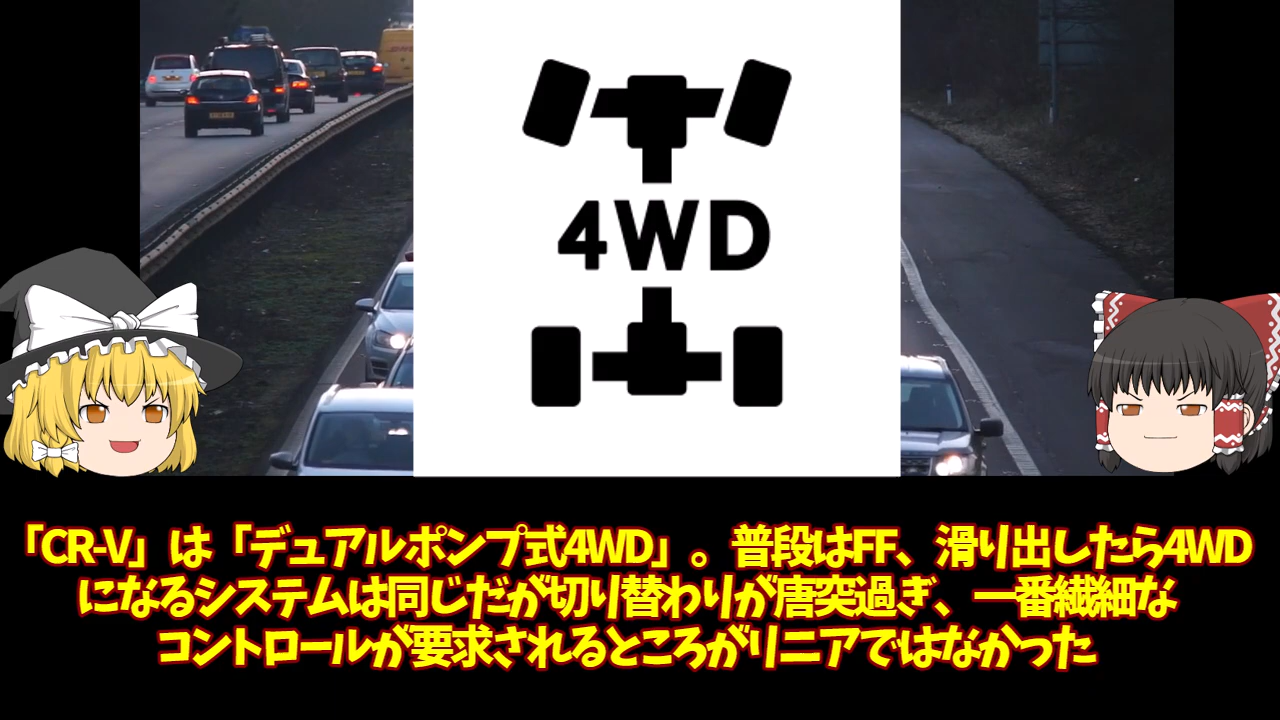 4WD
「CR-V」は「デュアルポンプ式4WD」。普段はFF、滑り出したら4WD
になるシステムは同じだが切り替わりが唐突過ぎ、一番繊細な
コントロールが要求されるところがリニアではなかった